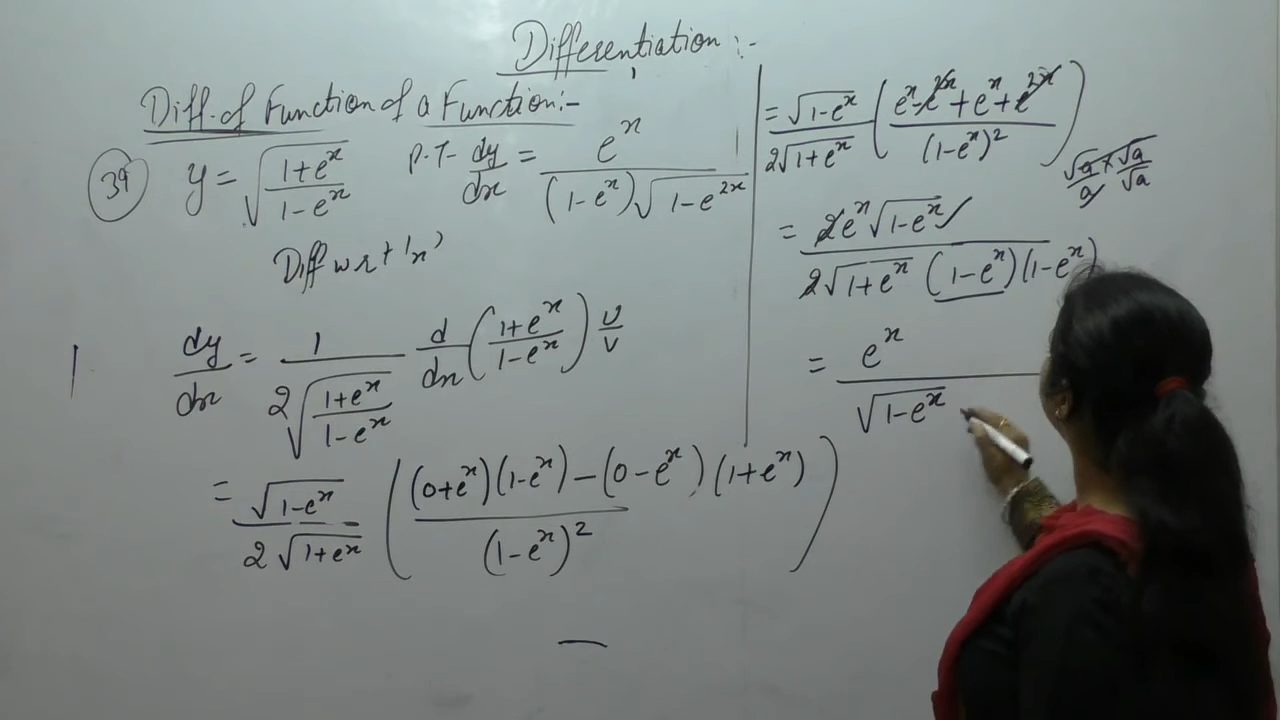 Differentiation :-
Diff. of Function of a Function:-
39 y = √((1+e^x)/(1-e^x)) P.T- dy/dx = e^x/((1-e^x)√(1-e^2x))
Diff w r t 'x'
dy/dx = 1/(2√((1+e^x)/(1-e^x))) d/dx ((1+e^x)/(1-e^x)) U/V
= √(1-e^x)/(2√(1+e^x)) (((0+e^x)(1-e^x) - (0-e^x)(1+e^x))/(1-e^x)^2)
= √(1-e^x)/(2√(1+e^x)) ((e^x - e^2x + e^x + e^2x)/(1-e^x)^2)
√a/a × √a/√a
= 2e^x √(1-e^x)/(2√(1+e^x) (1-e^x)(1-e^x))
= e^x/√(1-e^x)